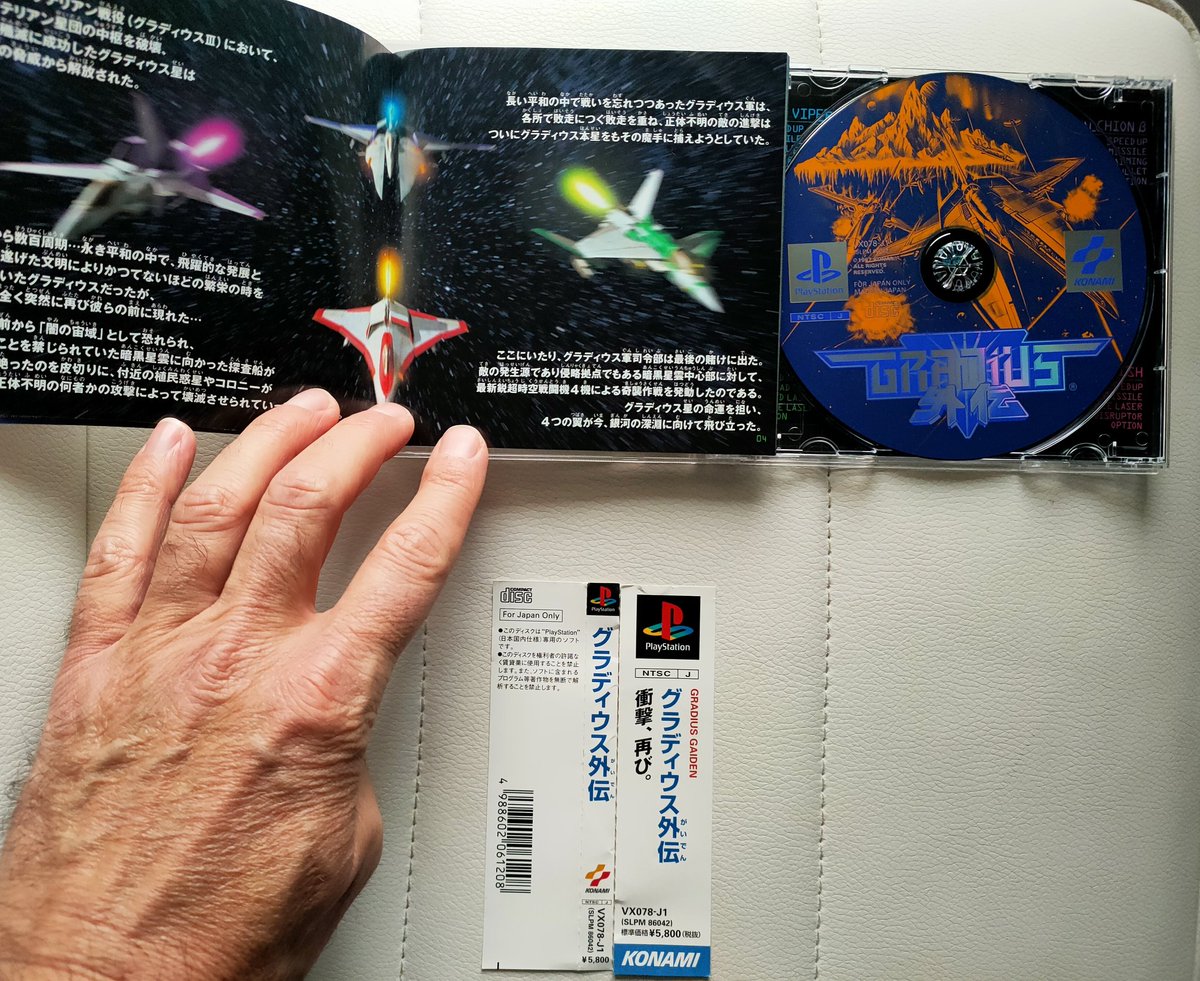 テリアン戦役(グラディウスⅢ)において、
テリアン星団の中枢を破壊、
滅に成功したグラディウス星は
の脅威から解放された。
ら数百周期…永き平和の中で、飛躍的な発展と
遂げた文明によりかつてないほどの繁栄の時を
いたグラディウスだったが、
全く突然に再び彼らの前に現れた…
前から「闇の宙域」として恐れられ、
ことを禁じられていた暗黒星雲に向かった探査船が
絶ったのを皮切りに、付近の植民惑星やコロニーが
正体不明の何者かの攻撃によって壊滅させられてい
長い平和の中で戦いを忘れつつあったグラディウス軍は、
各所で敗走につぐ敗走を重ね、正体不明の敵の進撃は
ついにグラディウス本星をもその魔手に捕えようとしていた。
ここにいたり、グラディウス軍司令部は最後の賭けに出た。
敵の発生源であり侵略拠点でもある暗黒星雲中心部に対して、
最新鋭超時空戦闘機4機による奇襲作戦を発動したのである。
グラディウス星の命運を担い、
4つの翼が今、銀河の深淵に向けて飛び立った。
04
VIPER
LCHION β
SPEED UP
MISSILE
LASER
DISRUPTOR
OPTION
PlayStation
NTSC J
VX078-J1
ALL RIGHTS
RESERVED.
FOR JAPAN ONLY
KONAMI
GRADIUS
外伝
®
COMPACT
disc
For Japan Only
●このディスクは"PlayStation"
(日本国内仕様)専用のソフト
です。
●このディスクを権利者の許諾な
く賃貸業に使用することを禁止
します。また、ソフトに含まれる
プログラム等著作物を無断で解
析することを禁止します。
4 988602 061208
PlayStation
グラディウス外伝
がいでん
KONAMI
NTSC J
VX078-J1
(SLPM 86042)
¥5,800
PlayStation
NTSC J
GRADIUS GAIDEN
グラディウス外伝
がいでん
衝撃、再び。
VX078-J1
(SLPM 86042)
標準価格¥5,800(税抜)
KONAMI